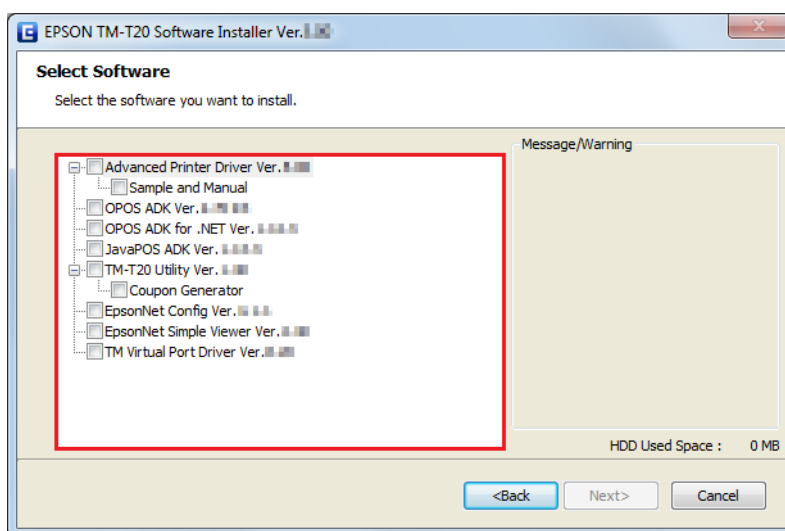 EPSON TM-T20 Software Installer Ver.
Select Software
Select the software you want to install.
Message/Warning
Advanced Printer Driver Ver.
Sample and Manual
OPOS ADK Ver.
OPOS ADK for .NET Ver.
JavaPOS ADK Ver.
TM-T20 Utility Ver.
Coupon Generator
EpsonNet Config Ver.
EpsonNet Simple Viewer Ver.
TM Virtual Port Driver Ver.
HDD Used Space : 0 MB
<Back Next> Cancel